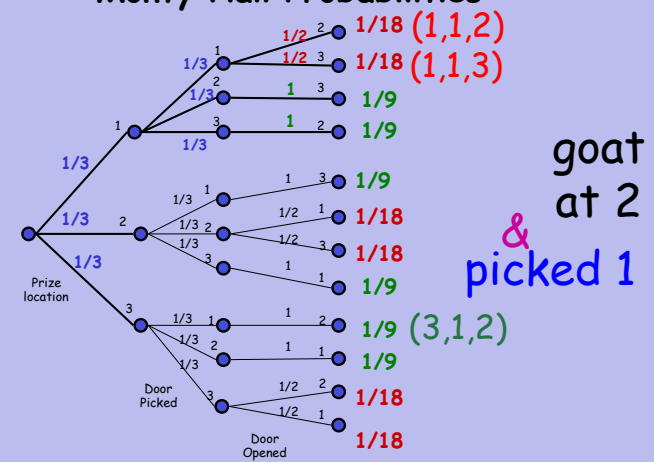 Monty Hall Probabilities
1/2 2 1/18 (1,1,2)
1 1/2 3 1/18 (1,1,3)
1/3 2
1/3 1 3 1/9
1 3 1 2 1/9
1/3
1/3
1 3 1/9
1/3 1
2 1/3 2 1/2 1 1/18
1/3
1/3 1/2 3 1/18
1/3 3 1 1 1/9
Prize
location
3 1/3 1 1 2 1/9 (3,1,2)
1/3 2 1 1 1/9
1/3
Door
Picked
3 1/2 2 1/18
1/2 1
1/18
Door
Opened
goat
at 2
&
picked 1